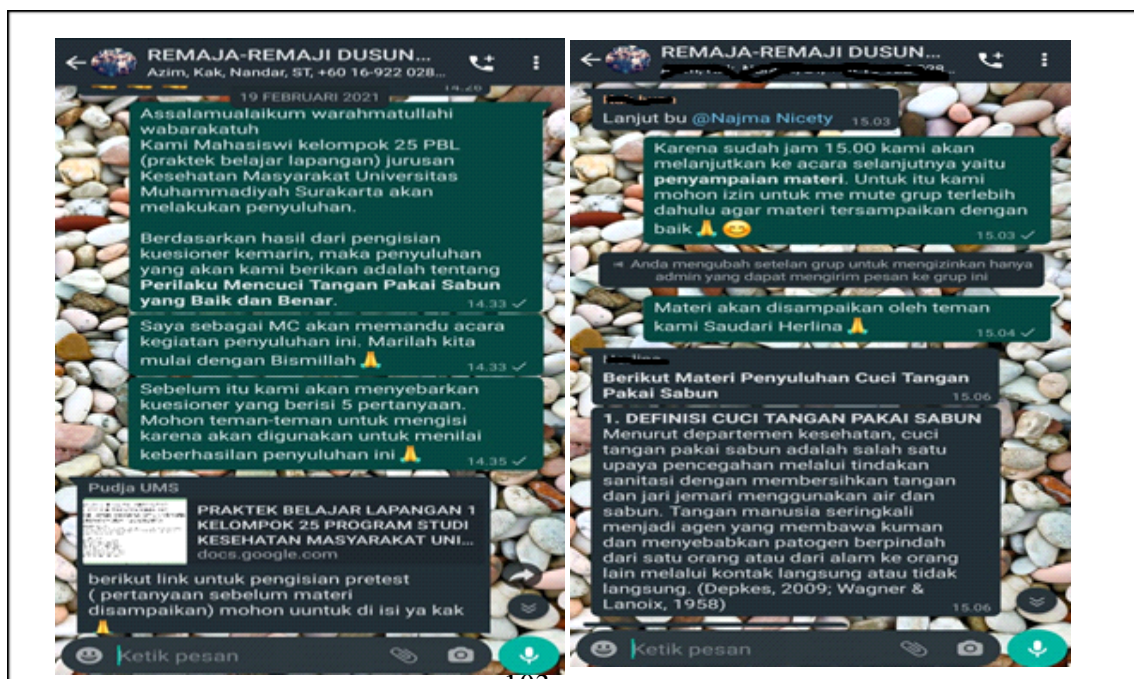 REMAJA-REMAJI DUSUN...
Azim, Kak, Nandar, ST, +60 16-922 028...
14.26
19 FEBRUARI 2021
Assalamualaikum warahmatullahi
wabarakatuh
Kami Mahasiswi kelompok 25 PBL
(praktek belajar lapangan) jurusan
Kesehatan Masyarakat Universitas
Muhammadiyah Surakarta akan
melakukan penyuluhan.
Berdasarkan hasil dari pengisian
kuesioner kemarin, maka penyuluhan
yang akan kami berikan adalah tentang
Perilaku Mencuci Tangan Pakai Sabun
yang Baik dan Benar.
14.33
Saya sebagai MC akan memandu acara
kegiatan penyuluhan ini. Marilah kita
mulai dengan Bismillah 🙏
14.33
Sebelum itu kami akan menyebarkan
kuesioner yang berisi 5 pertanyaan.
Mohon teman-teman untuk mengisi
karena akan digunakan untuk menilai
keberhasilan penyuluhan ini 🙏
14.35
Pudja UMS
PRAKTEK BELAJAR LAPANGAN 1
KELOMPOK 25 PROGRAM STUDI
KESEHATAN MASYARAKAT UNI...
docs.google.com
berikut link untuk pengisian pretest
( pertanyaan sebelum materi
disampaikan) mohon uuntuk di isi ya kak
🙏
Ketik pesan
REMAJA-REMAJI DUSUN...
Lanjut bu @Najma Nicety 15.03
Karena sudah jam 15.00 kami akan
melanjutkan ke acara selanjutnya yaitu
penyampaian materi. Untuk itu kami
mohon izin untuk me mute grup terlebih
dahulu agar materi tersampaikan dengan
baik 🙏😊
15.03
Anda mengubah setelan grup untuk mengizinkan hanya
admin yang dapat mengirim pesan ke grup ini
Materi akan disampaikan oleh teman
kami Saudari Herlina 🙏
15.04
Berikut Materi Penyuluhan Cuci Tangan
Pakai Sabun
15.06
1. DEFINISI CUCI TANGAN PAKAI SABUN
Menurut departemen kesehatan, cuci
tangan pakai sabun adalah salah satu
upaya pencegahan melalui tindakan
sanitasi dengan membersihkan tangan
dan jari jemari menggunakan air dan
sabun. Tangan manusia seringkali
menjadi agen yang membawa kuman
dan menyebabkan patogen berpindah
dari satu orang atau dari alam ke orang
lain melalui kontak langsung atau tidak
langsung. (Depkes, 2009; Wagner &
Lanoix, 1958)
15.06
Ketik pesan